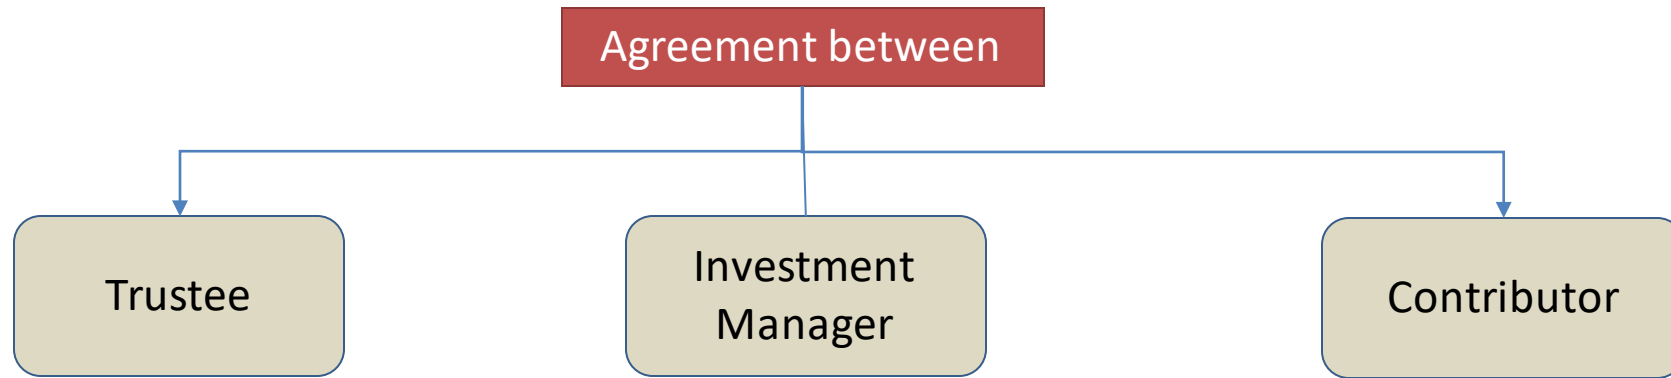 Agreement between
Trustee
Investment
Manager
Contributor